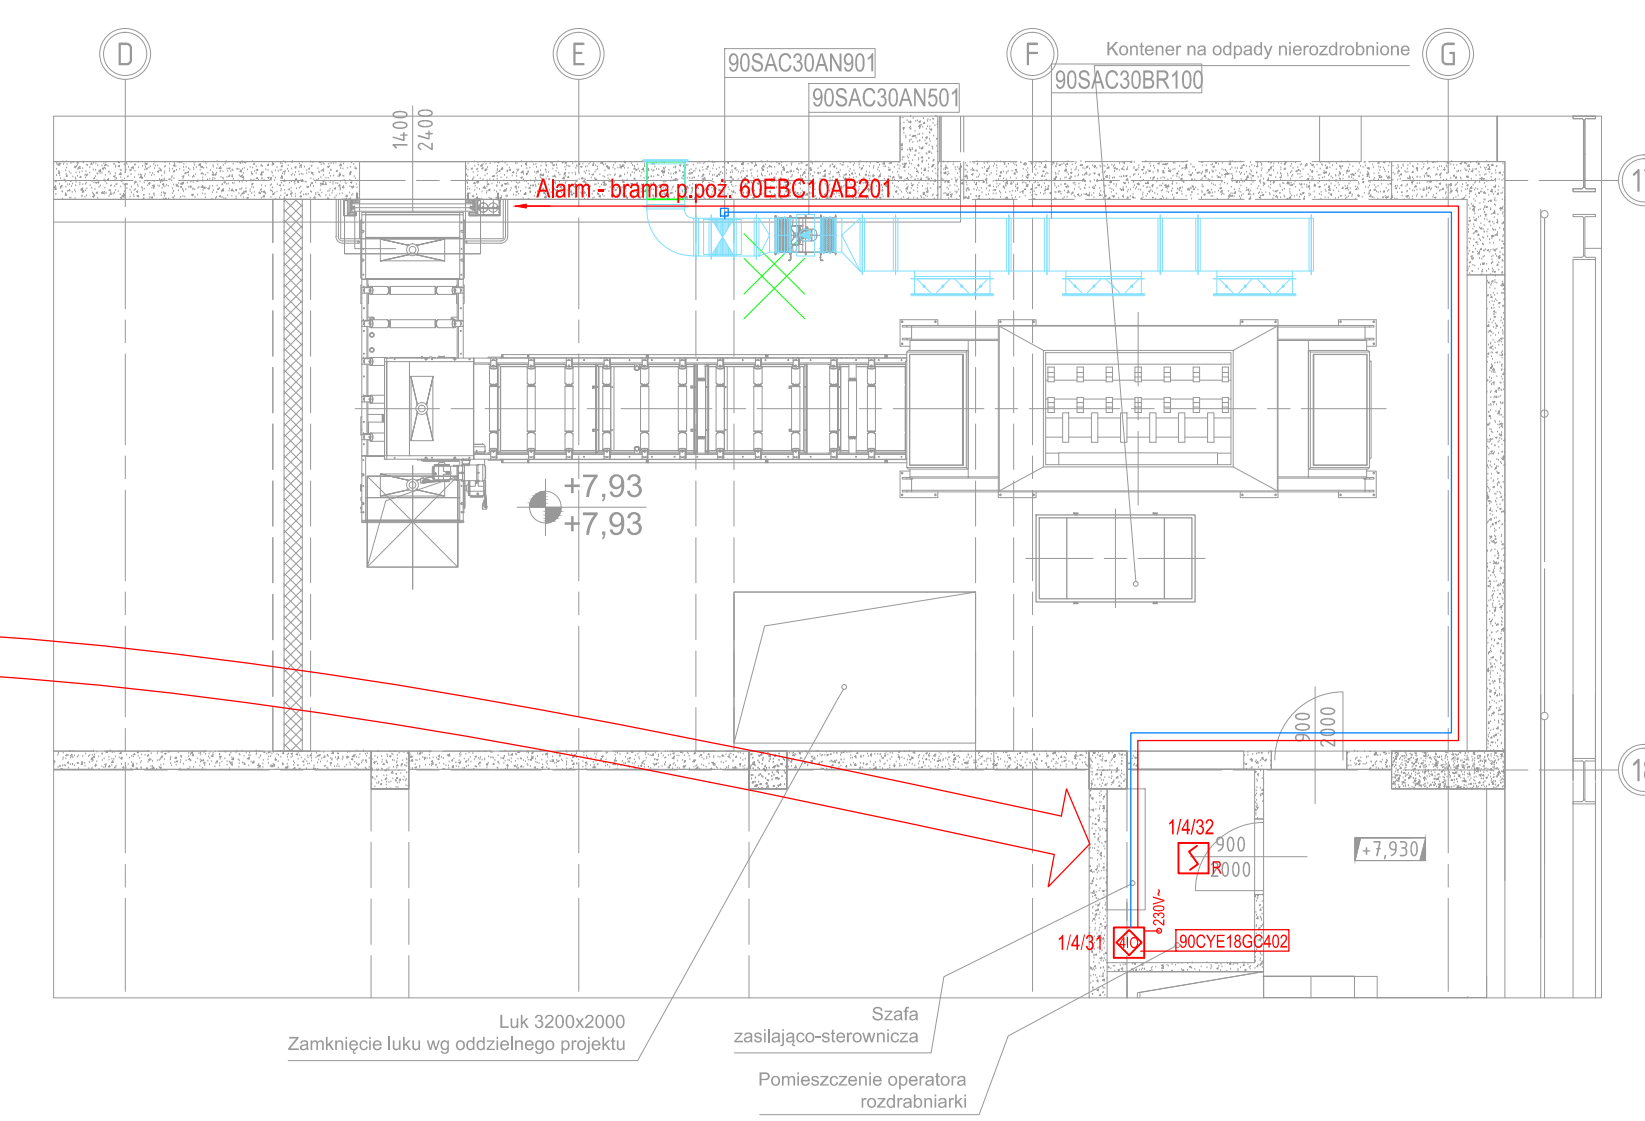 D
E
F
G
Kontener na odpady nierozdrobnione
90SAC30AN901
90SAC30BR100
90SAC30AN501
1400
2400
Alarm - brama p.poż. 60EBC10AB201
+7,93
+7,93
900
2000
1/4/32
900
2000
R
+7,930
230V~
1/4/31
4IO
90CYE18GC402
Luk 3200x2000
Zamknięcie luku wg oddzielnego projektu
Szafa
zasilająco-sterownicza
Pomieszczenie operatora
rozdrabniarki